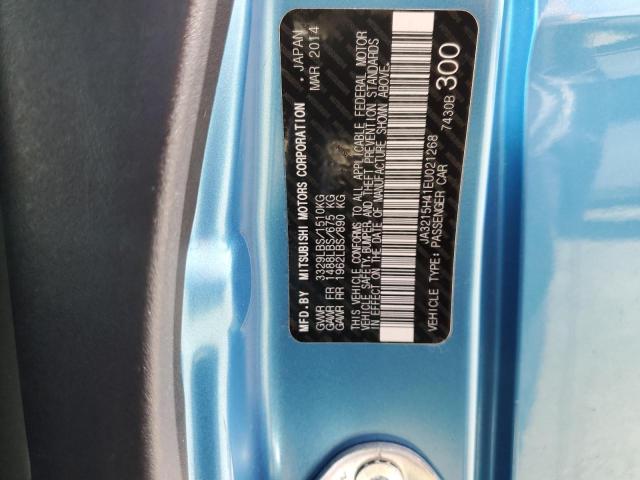 MFD.BY MITSUBISHI MOTORS CORPORATION , JAPAN
MAR 2014
GWR 3329LBS/1510KG
GAWR FR 1488LBS/675 KG
GAWR RR 1962LBS/890 KG
THIS VEHICLE CONFORMS TO ALL APPLICABLE FEDERAL MOTOR
VEHICLE SAFETY,BUMPER,AND THEFT PREVENTION STANDARDS
IN EFFECT ON THE DATE OF MANUFACTURE SHOWN ABOVE.
JA3215H41EU021268
VEHICLE TYPE: PASSENGER CAR
7430B 300